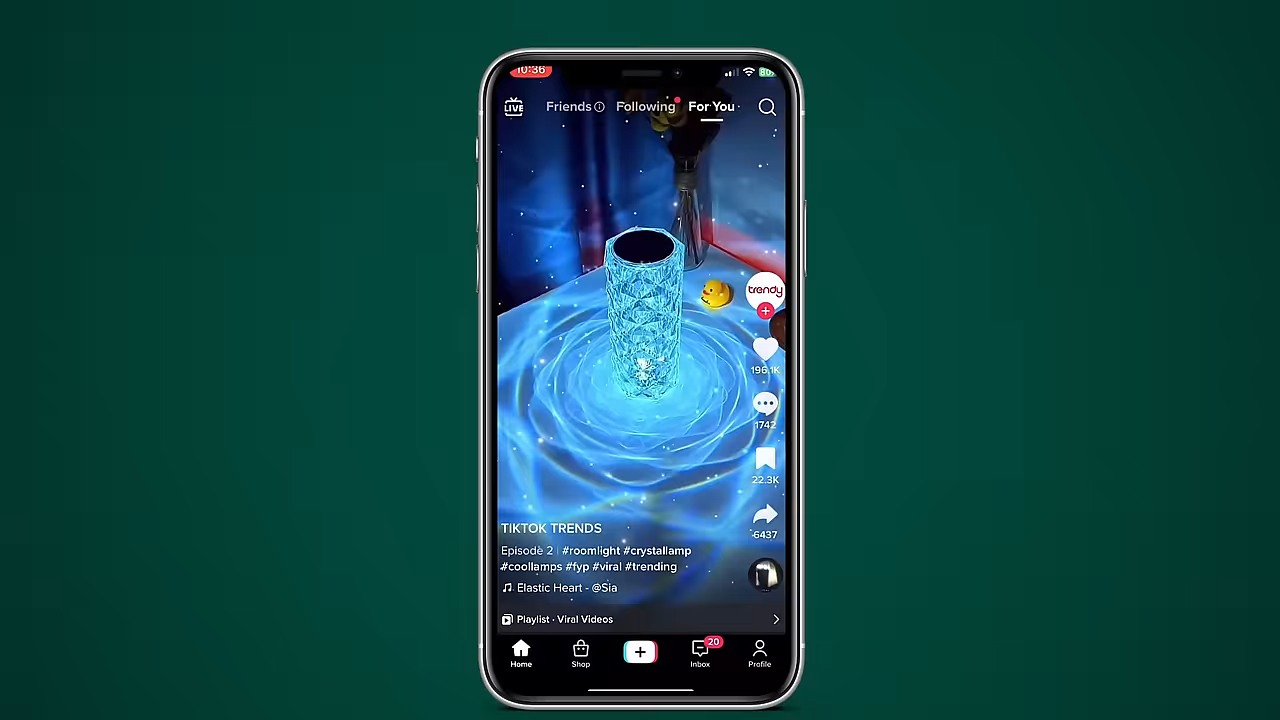 10:36
80
LIVE Friends Following For You
trendy
196.1K
1742
22.3K
6437
TIKTOK TRENDS
Episode 2 | #roomlight #crystallamp
#coollamps #fyp #viral #trending
Elastic Heart - @Sia
Playlist · Viral Videos
20
Home Shop Inbox Profile